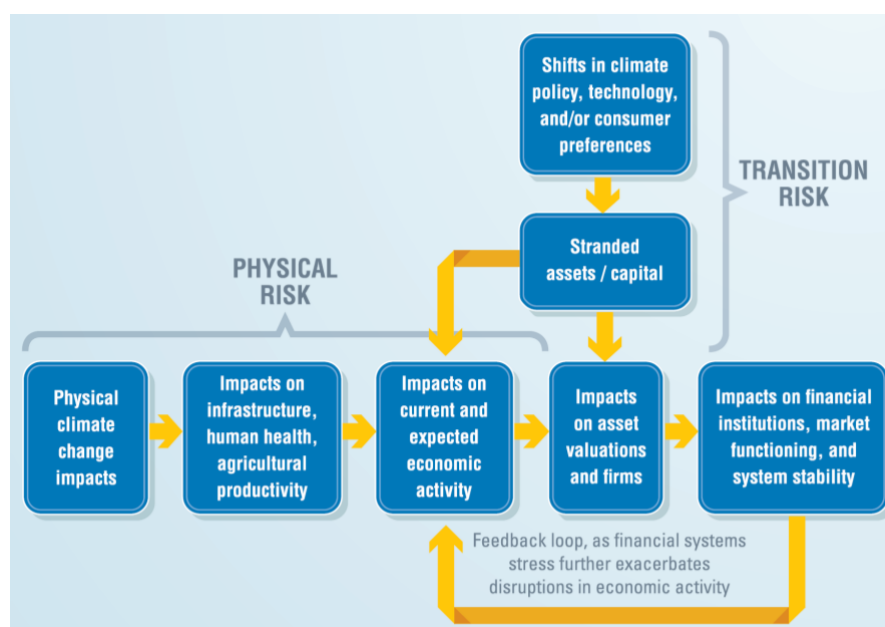 Shifts in climate
policy, technology,
and/or consumer
preferences
TRANSITION
RISK
Stranded
assets / capital
PHYSICAL
RISK
Physical
climate
change
impacts
Impacts on
infrastructure,
human health,
agricultural
productivity
Impacts on
current and
expected
economic
activity
Impacts
on asset
valuations
and firms
Impacts on financial
institutions, market
functioning, and
system stability
Feedback loop, as financial systems
stress further exacerbates
disruptions in economic activity